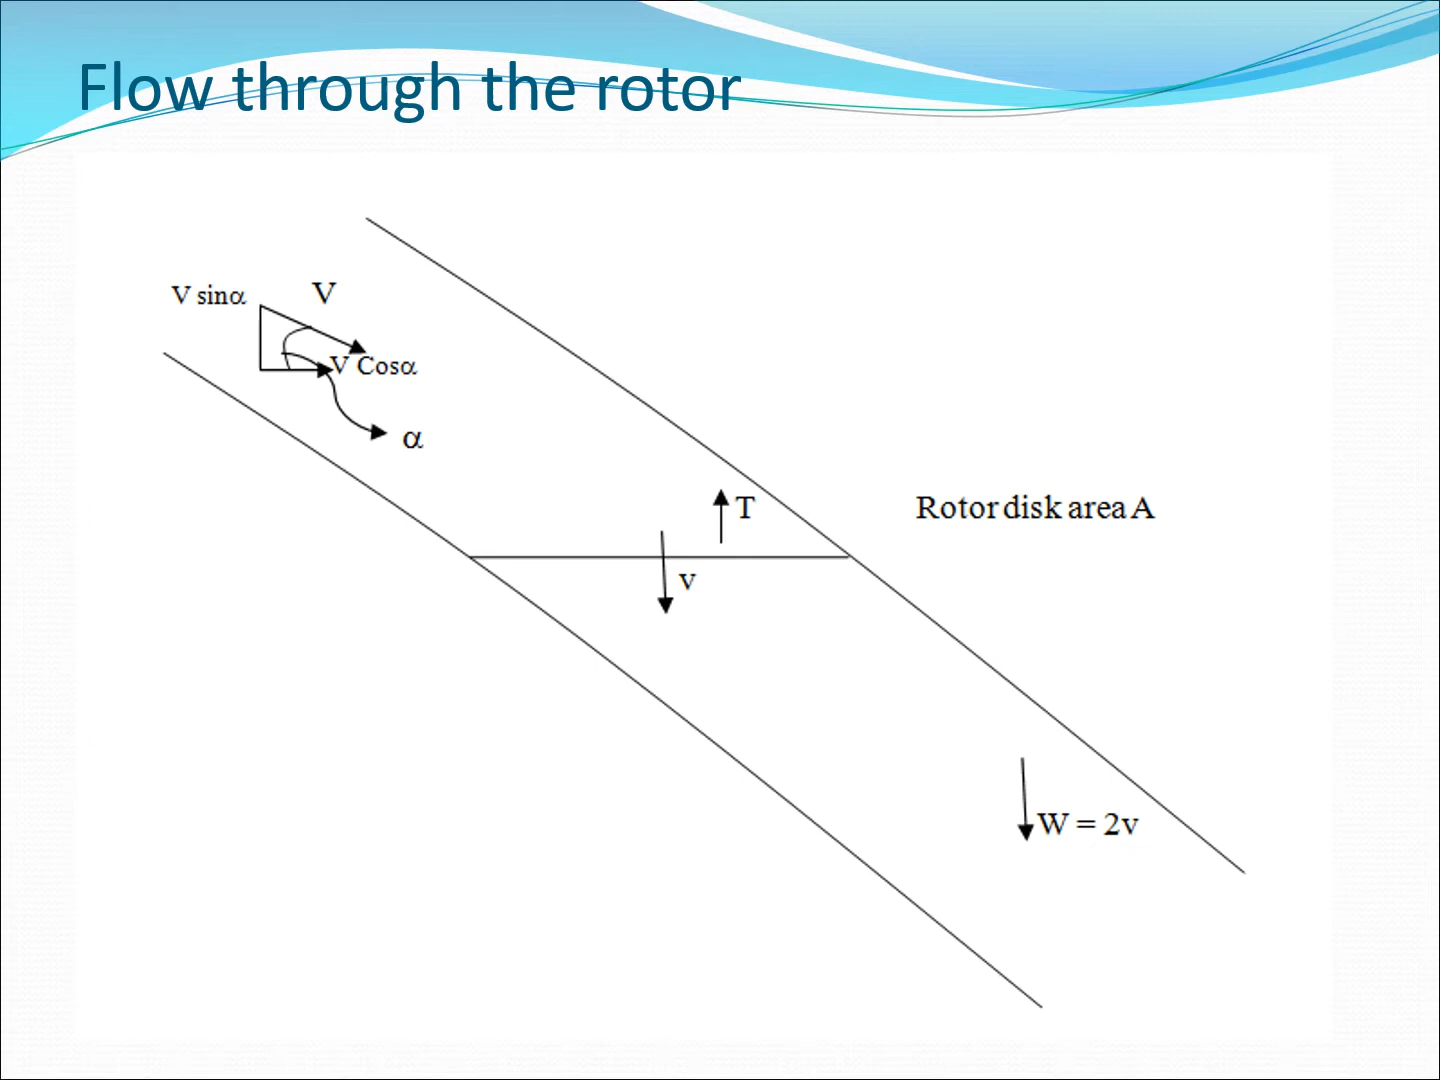 Flow through the rotor
V sinα
V
V Cosα
α
T
Rotor disk area A
v
W = 2v